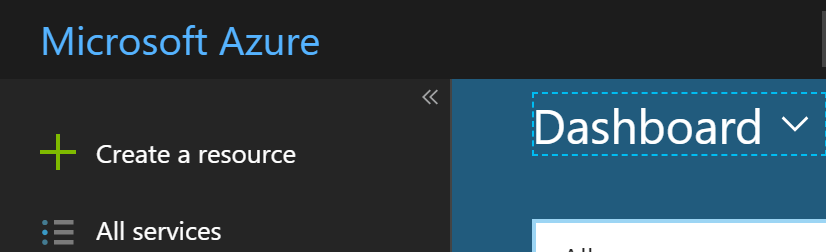 Microsoft Azure
Dashboard
Create a resource
All services